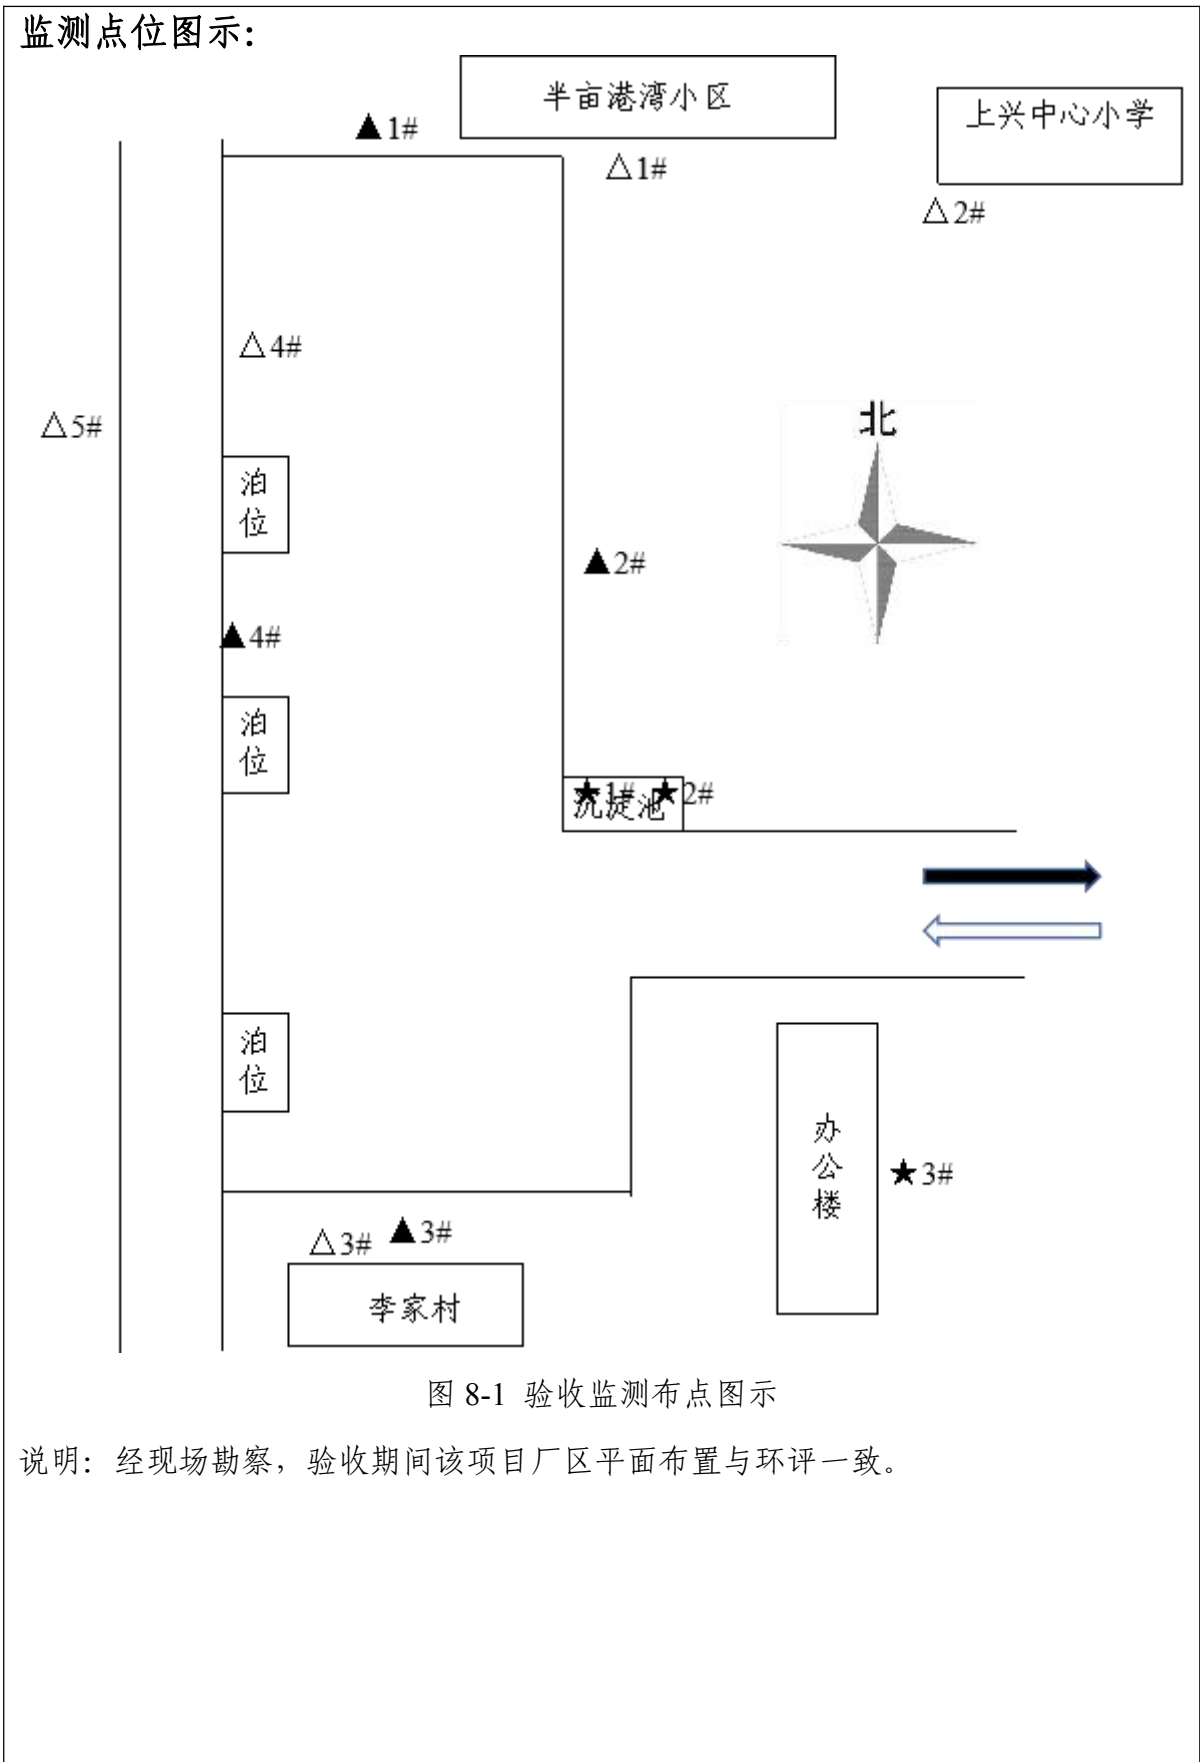 监测点位图示：
半亩港湾小区
上兴中心小学
▲1#
△1#
△2#
△4#
△5#
北
泊位
▲2#
▲4#
泊位
★1# ★2#
沉淀池
泊位
办公楼
★3#
△3# ▲3#
李家村
图 8-1 验收监测布点图示
说明：经现场勘察，验收期间该项目厂区平面布置与环评一致。